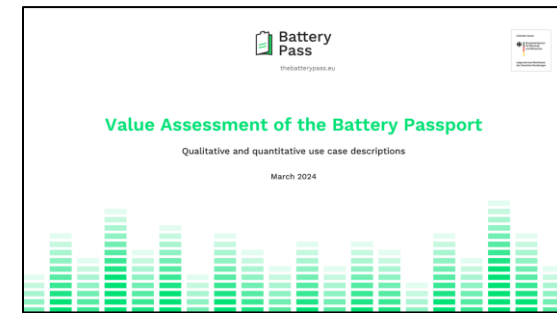 Battery
Pass
thebatterypass.eu
Value Assessment of the Battery Passport
Qualitative and quantitative use case descriptions
March 2024